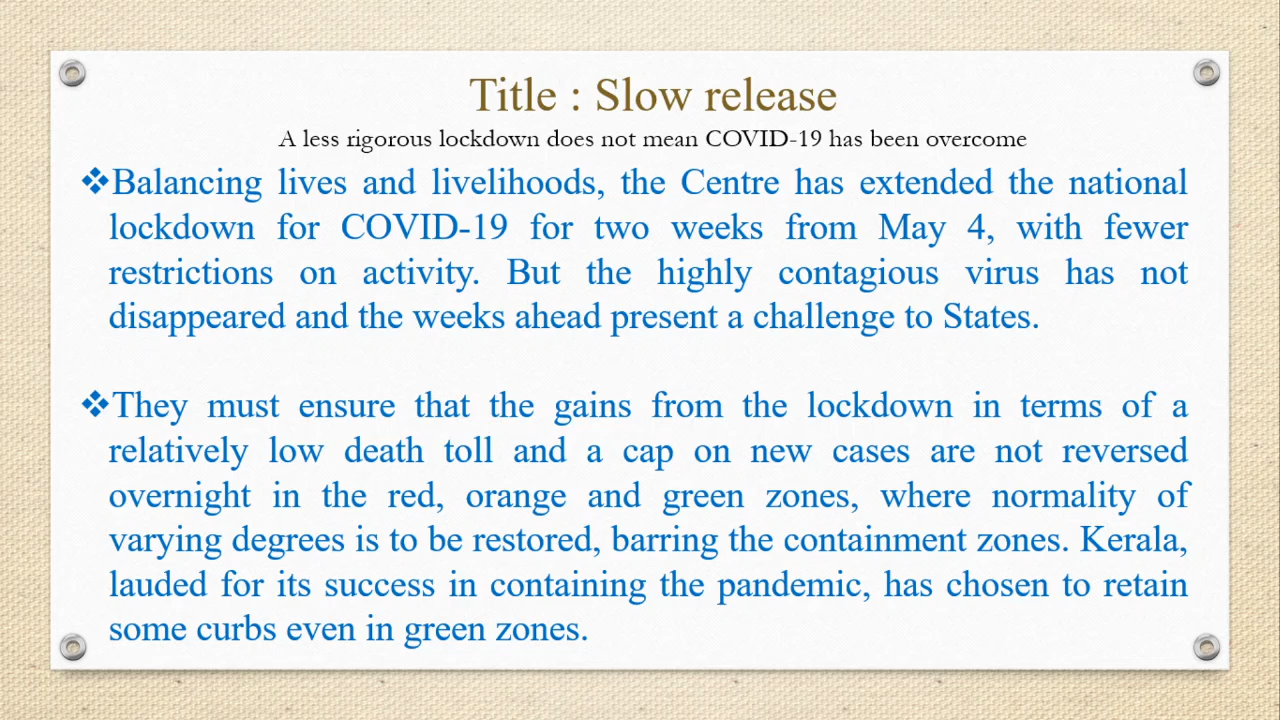 Title : Slow release
A less rigorous lockdown does not mean COVID-19 has been overcome
❖Balancing lives and livelihoods, the Centre has extended the national
lockdown for COVID-19 for two weeks from May 4, with fewer
restrictions on activity. But the highly contagious virus has not
disappeared and the weeks ahead present a challenge to States.
❖They must ensure that the gains from the lockdown in terms of a
relatively low death toll and a cap on new cases are not reversed
overnight in the red, orange and green zones, where normality of
varying degrees is to be restored, barring the containment zones. Kerala,
lauded for its success in containing the pandemic, has chosen to retain
some curbs even in green zones.